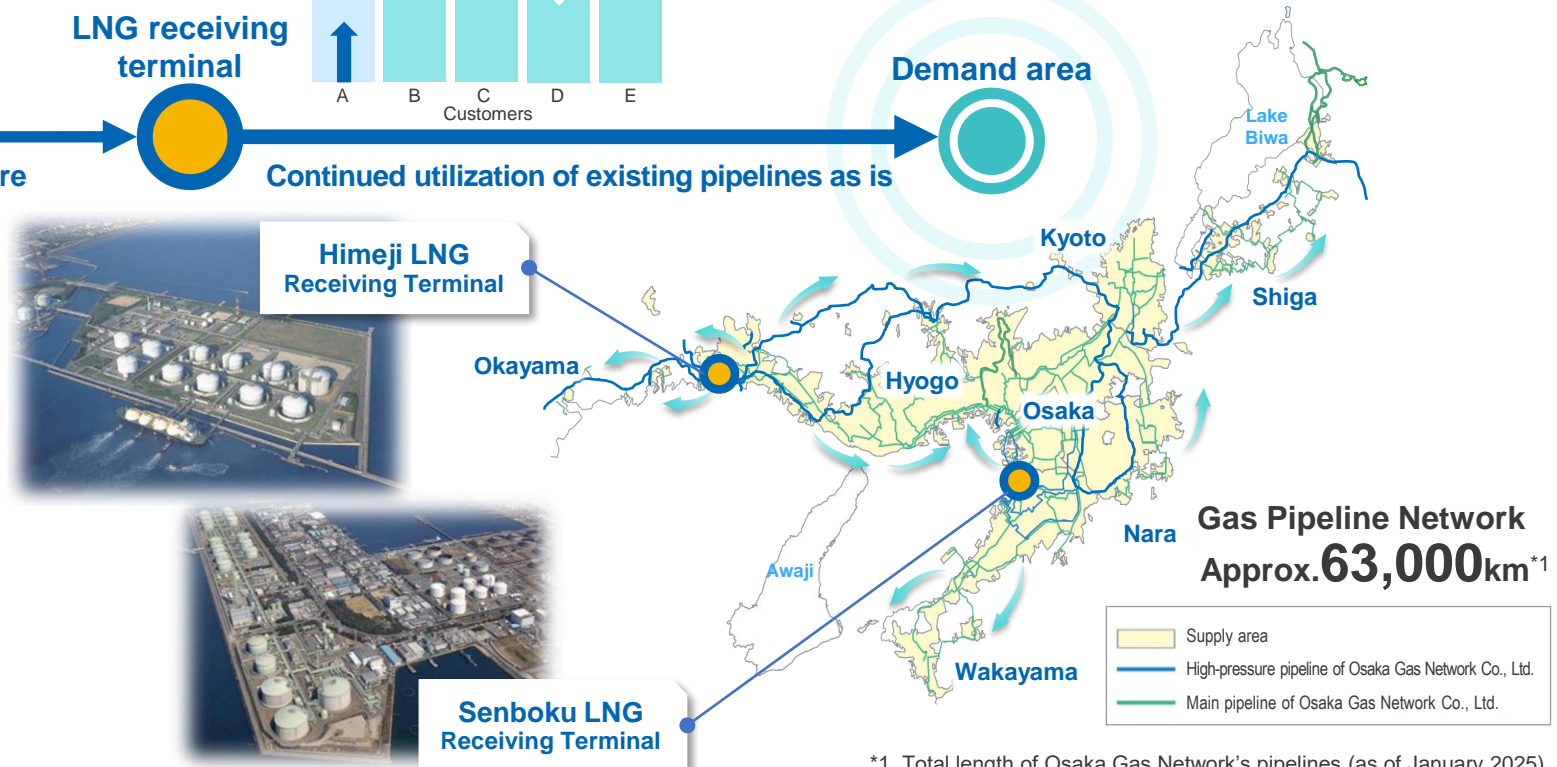 LNG receiving
terminal
A
B
C
D
E
Customers
Demand area
re
Continued utilization of existing pipelines as is
Himeji LNG
Receiving Terminal
Lake
Biwa
Kyoto
Shiga
Okayama
Hyogo
Osaka
Nara
Awaji
Wakayama
Senboku LNG
Receiving Terminal
Gas Pipeline Network
Approx.63,000km*1
Supply area
High-pressure pipeline of Osaka Gas Network Co., Ltd.
Main pipeline of Osaka Gas Network Co., Ltd.
*1 Total length of Osaka Gas Network's pipelines (as of January 2025)